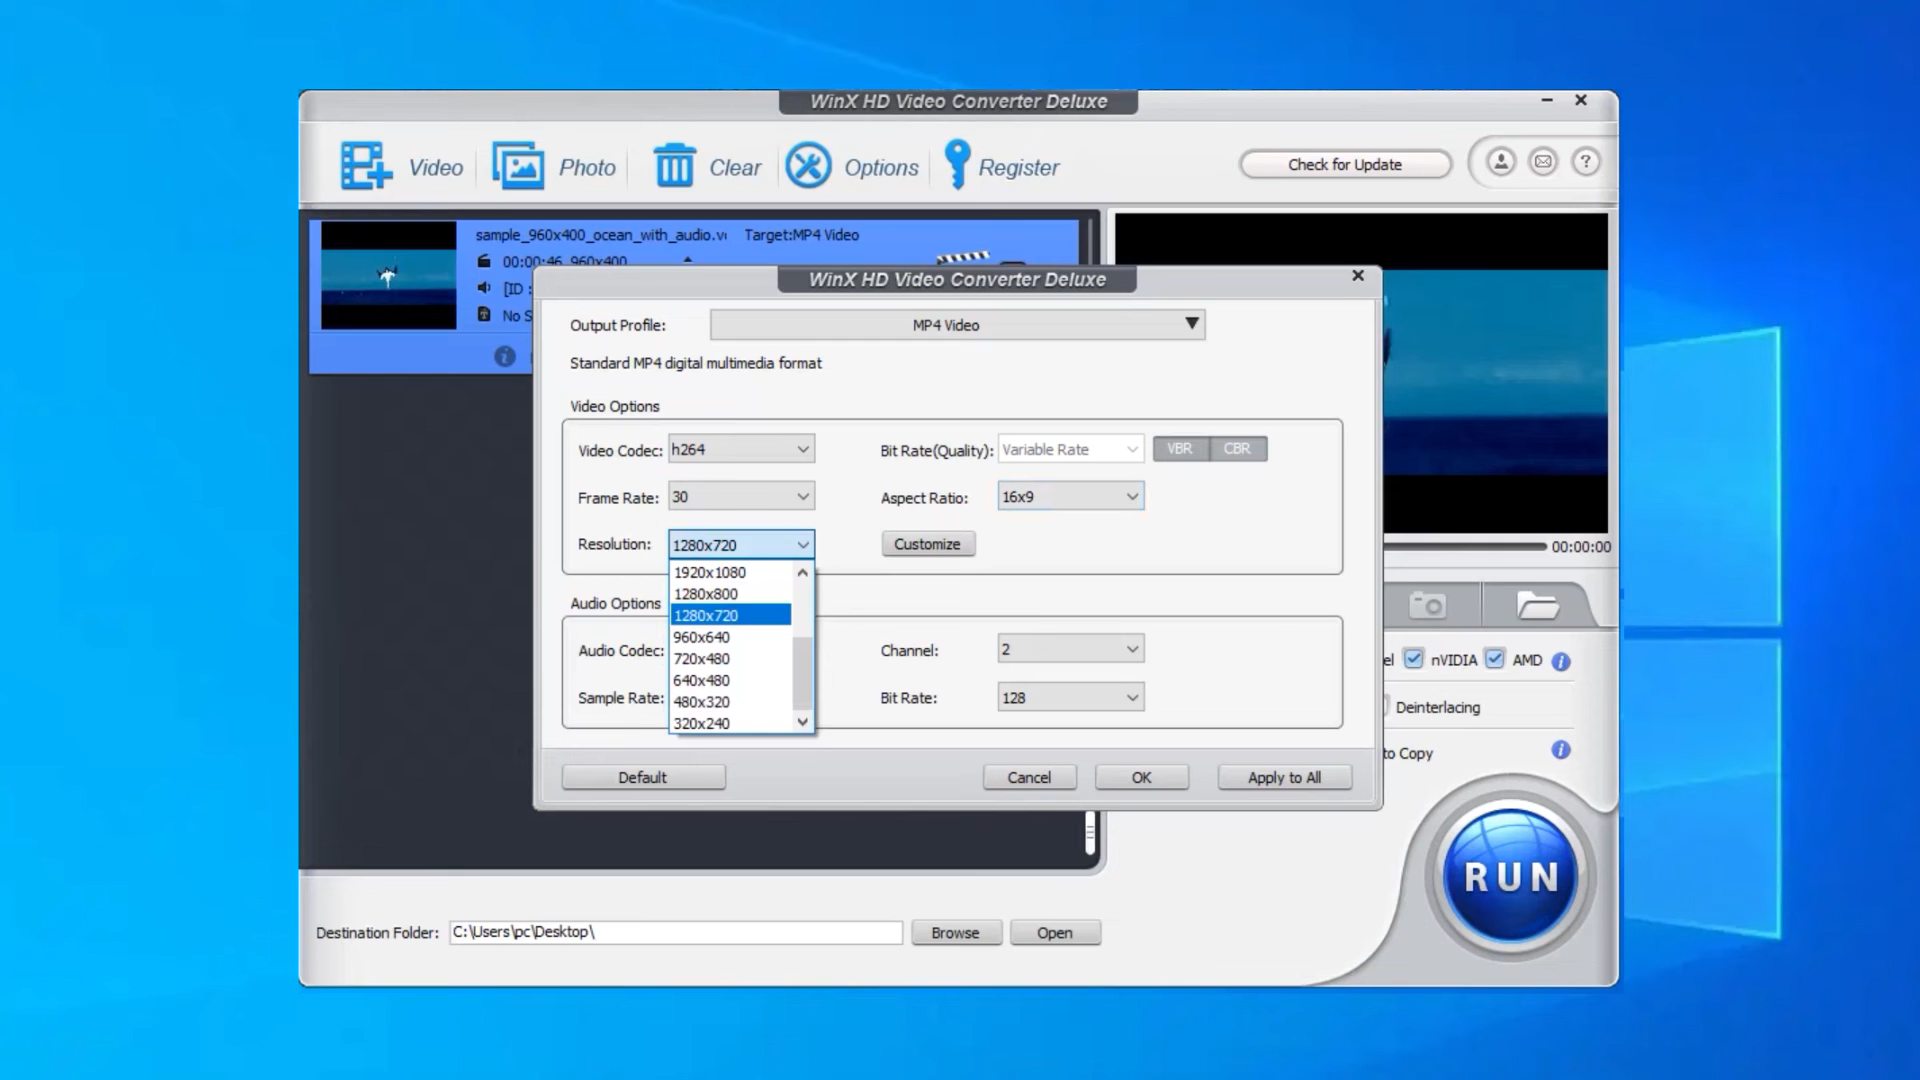 WinX HD Video Converter Deluxe
Video
Photo
Clear
Options
Register
Check for Update
sample_960x400_ocean_with_audio. Target:MP4 Video
00:00:46 960x400
[ID :
No S
WinX HD Video Converter Deluxe
Output Profile: MP4 Video
Standard MP4 digital multimedia format
Video Options
Video Codec: h264
Bit Rate(Quality): Variable Rate VBR CBR
Frame Rate: 30
Aspect Ratio: 16x9
Resolution: 1280x720
Customize
1920x1080
1280x800
1280x720
960x640
720x480
640x480
480x320
320x240
Audio Options
Audio Codec:
Channel: 2
Sample Rate:
Bit Rate: 128
Default
Cancel
OK
Apply to All
00:00:00
el nVIDIA AMD
Deinterlacing
to Copy
RUN
Destination Folder: C:\Users\pc\Desktop\
Browse
Open